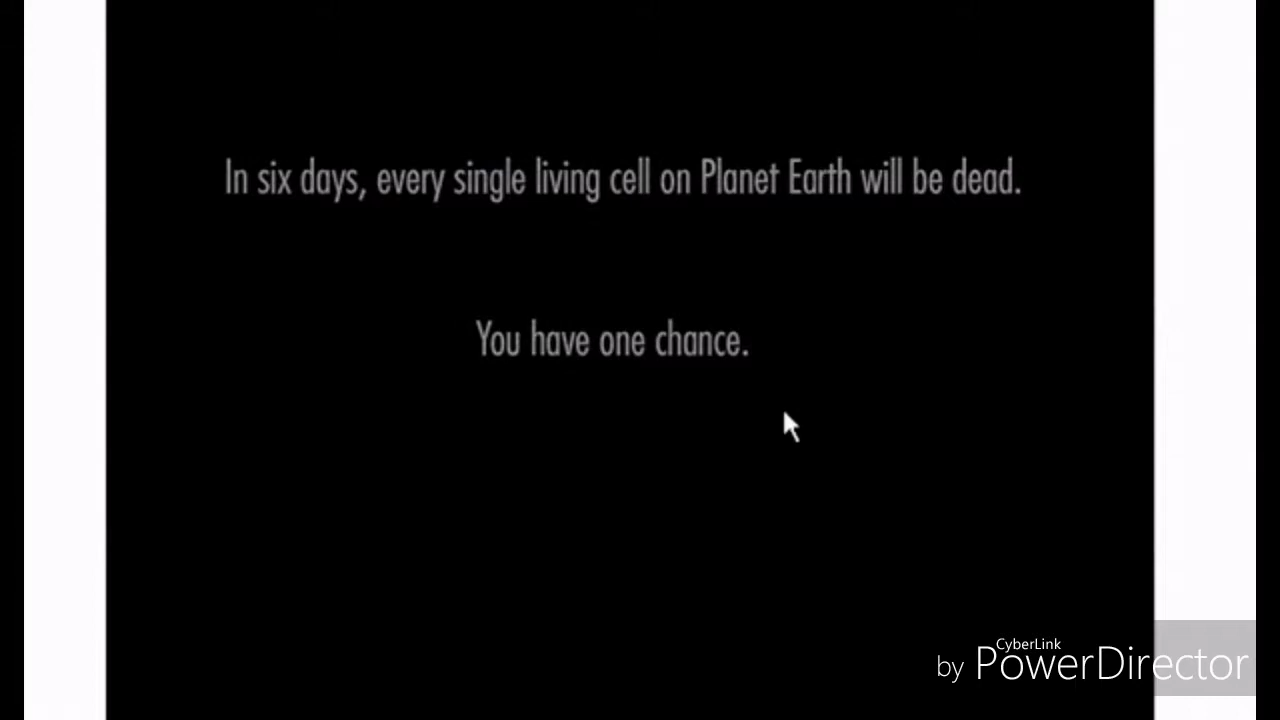 In six days, every single living cell on Planet Earth will be dead.
You have one chance.
CyberLink
by PowerDirector